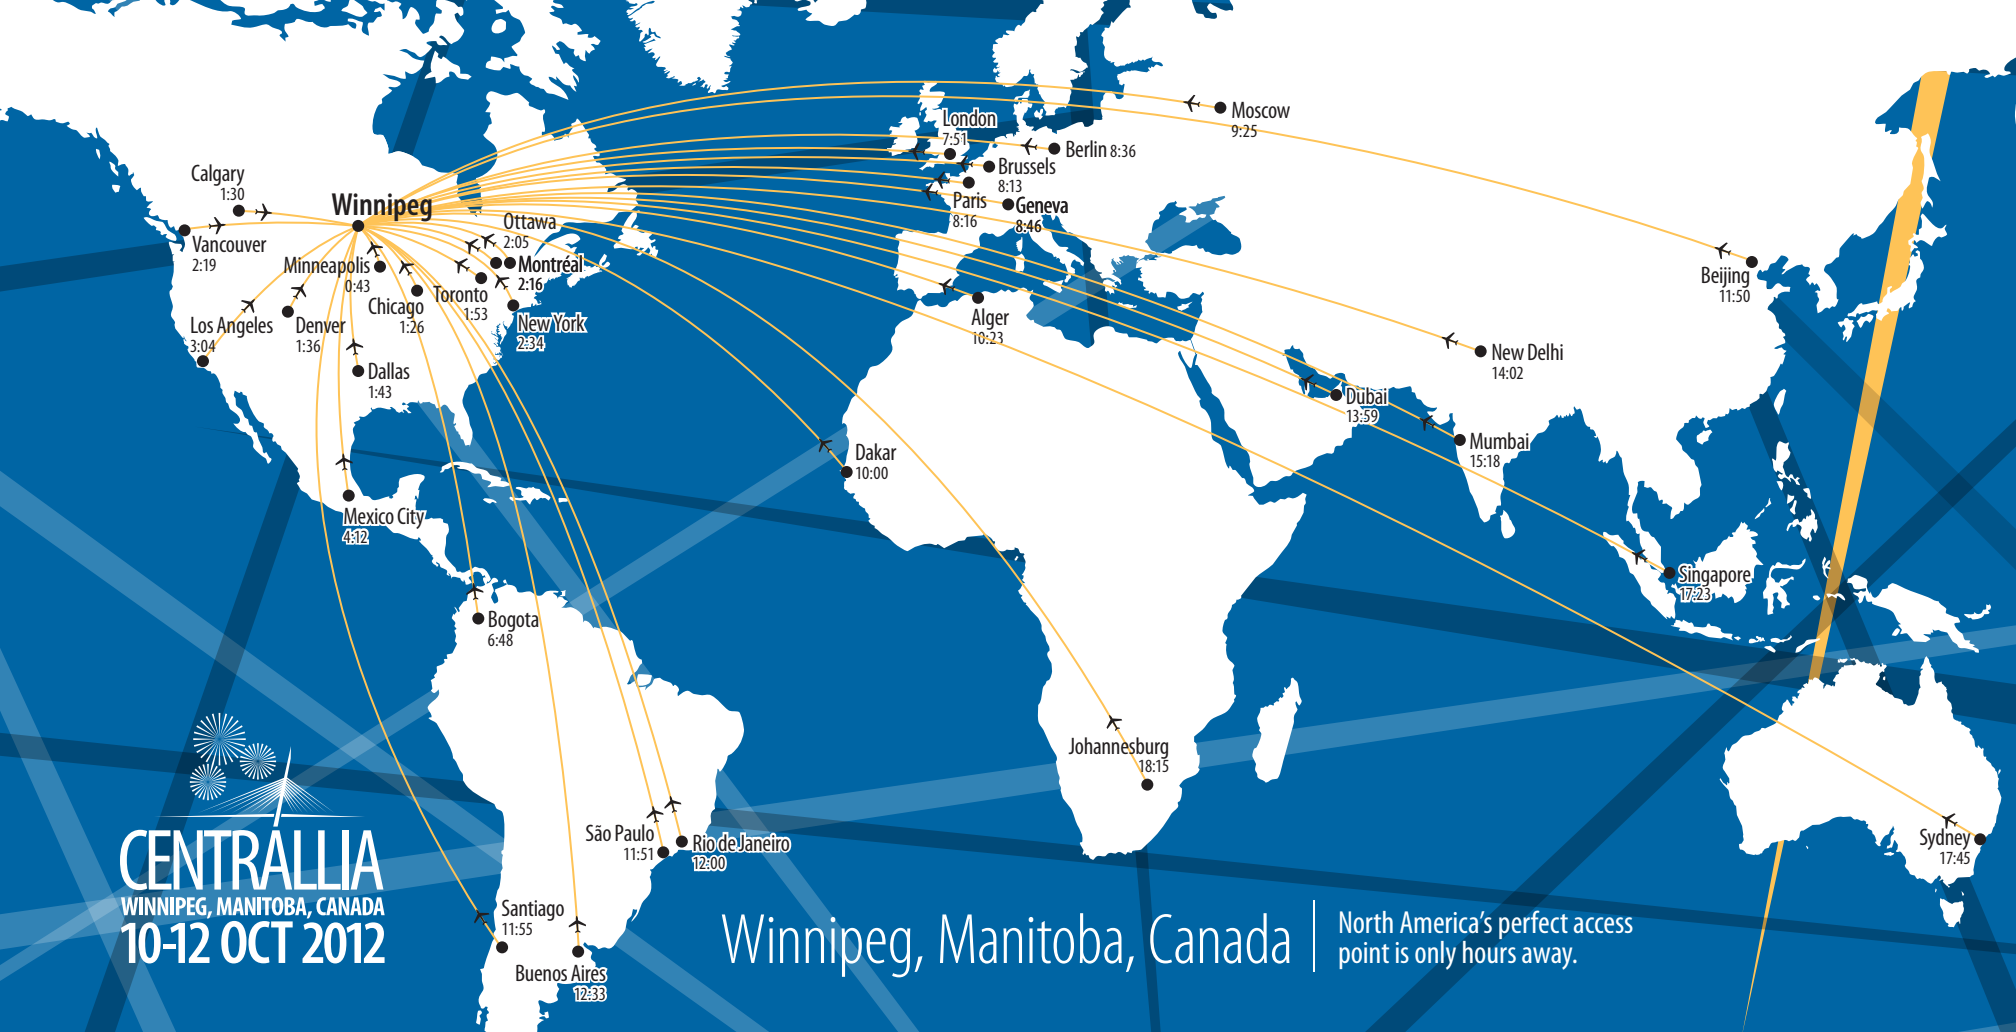 Moscow
9:25
London
7:51
Berlin 8:36
Brussels
8:13
Paris
8:16
Geneva
8:46
Calgary
1:30
Winnipeg
Ottawa
2:05
Vancouver
2:19
Minneapolis
0:43
Montréal
2:16
Toronto
1:53
Chicago
1:26
New York
2:34
Los Angeles
3:04
Denver
1:36
Dallas
1:43
Beijing
11:50
Alger
10:23
New Delhi
14:02
Dubai
13:59
Mumbai
15:18
Dakar
10:00
Mexico City
4:12
Singapore
17:23
Bogota
6:48
Johannesburg
18:15
São Paulo
11:51
Rio de Janeiro
12:00
Sydney
17:45
Santiago
11:55
Buenos Aires
12:33
CENTRALLIA
WINNIPEG, MANITOBA, CANADA
10-12 OCT 2012
Winnipeg, Manitoba, Canada
North America's perfect access
point is only hours away.